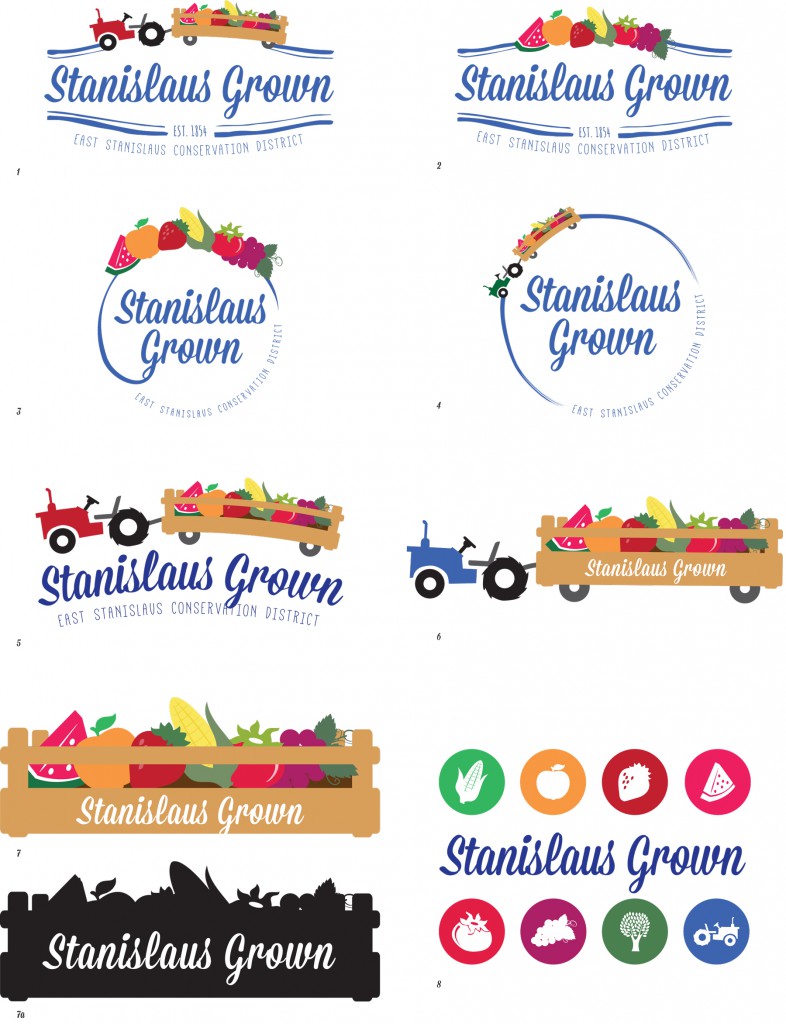 Stanislaus Grown
EST. 1854
EAST STANISLAUS CONSERVATION DISTRICT
1
Stanislaus Grown
EST. 1854
EAST STANISLAUS CONSERVATION DISTRICT
2
Stanislaus
Grown
EAST STANISLAUS CONSERVATION DISTRICT
3
Stanislaus
Grown
EAST STANISLAUS CONSERVATION DISTRICT
4
Stanislaus Grown
EAST STANISLAUS CONSERVATION DISTRICT
5
Stanislaus Grown
6
Stanislaus Grown
7
Stanislaus Grown
7a
Stanislaus Grown
8